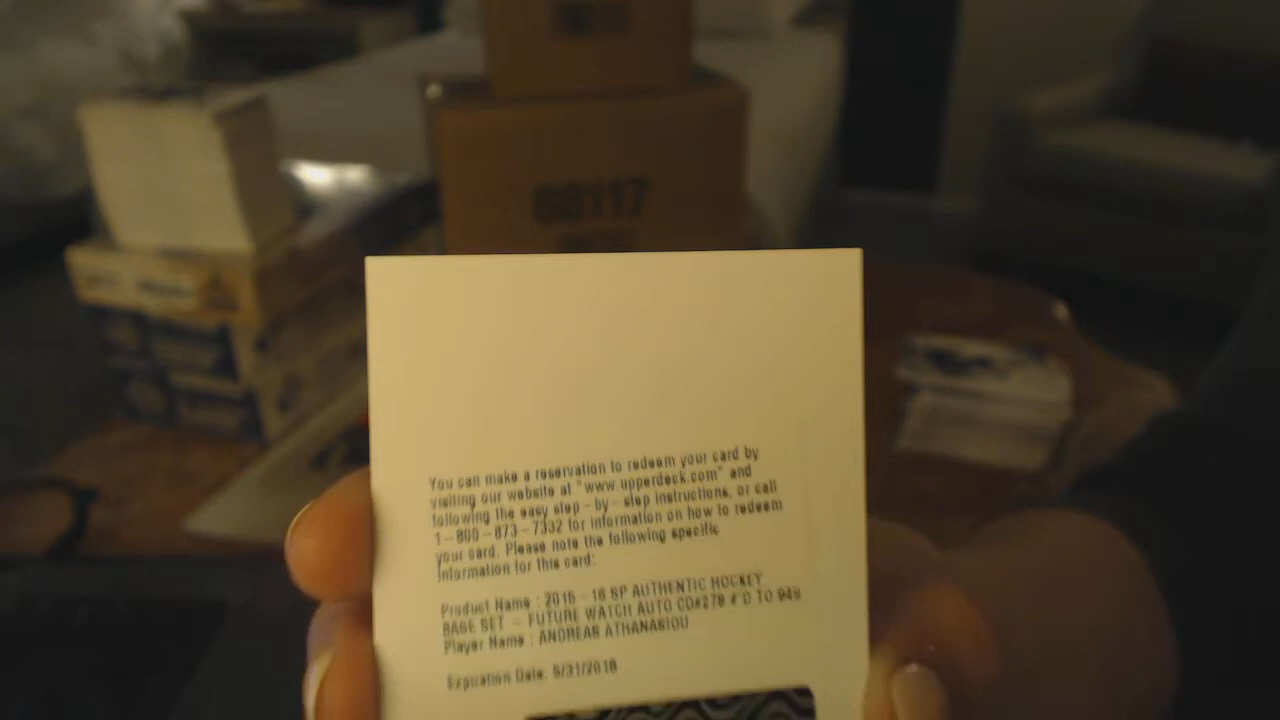 68117
You can make a reservation to redeem your card by
visiting our website at "www.upperdeck.com" and
following the easy step - by - step instructions, or call
1-800-873-7332 for information on how to redeem
your card. Please note the following specific
information for this card:
Product Name : 2015 - 16 SP AUTHENTIC HOCKEY
BASE SET - FUTURE WATCH AUTO CD#278 #'D TO 949
Player Name : ANDREAS ATHANASIOU
Expiration Date: 5/31/2018